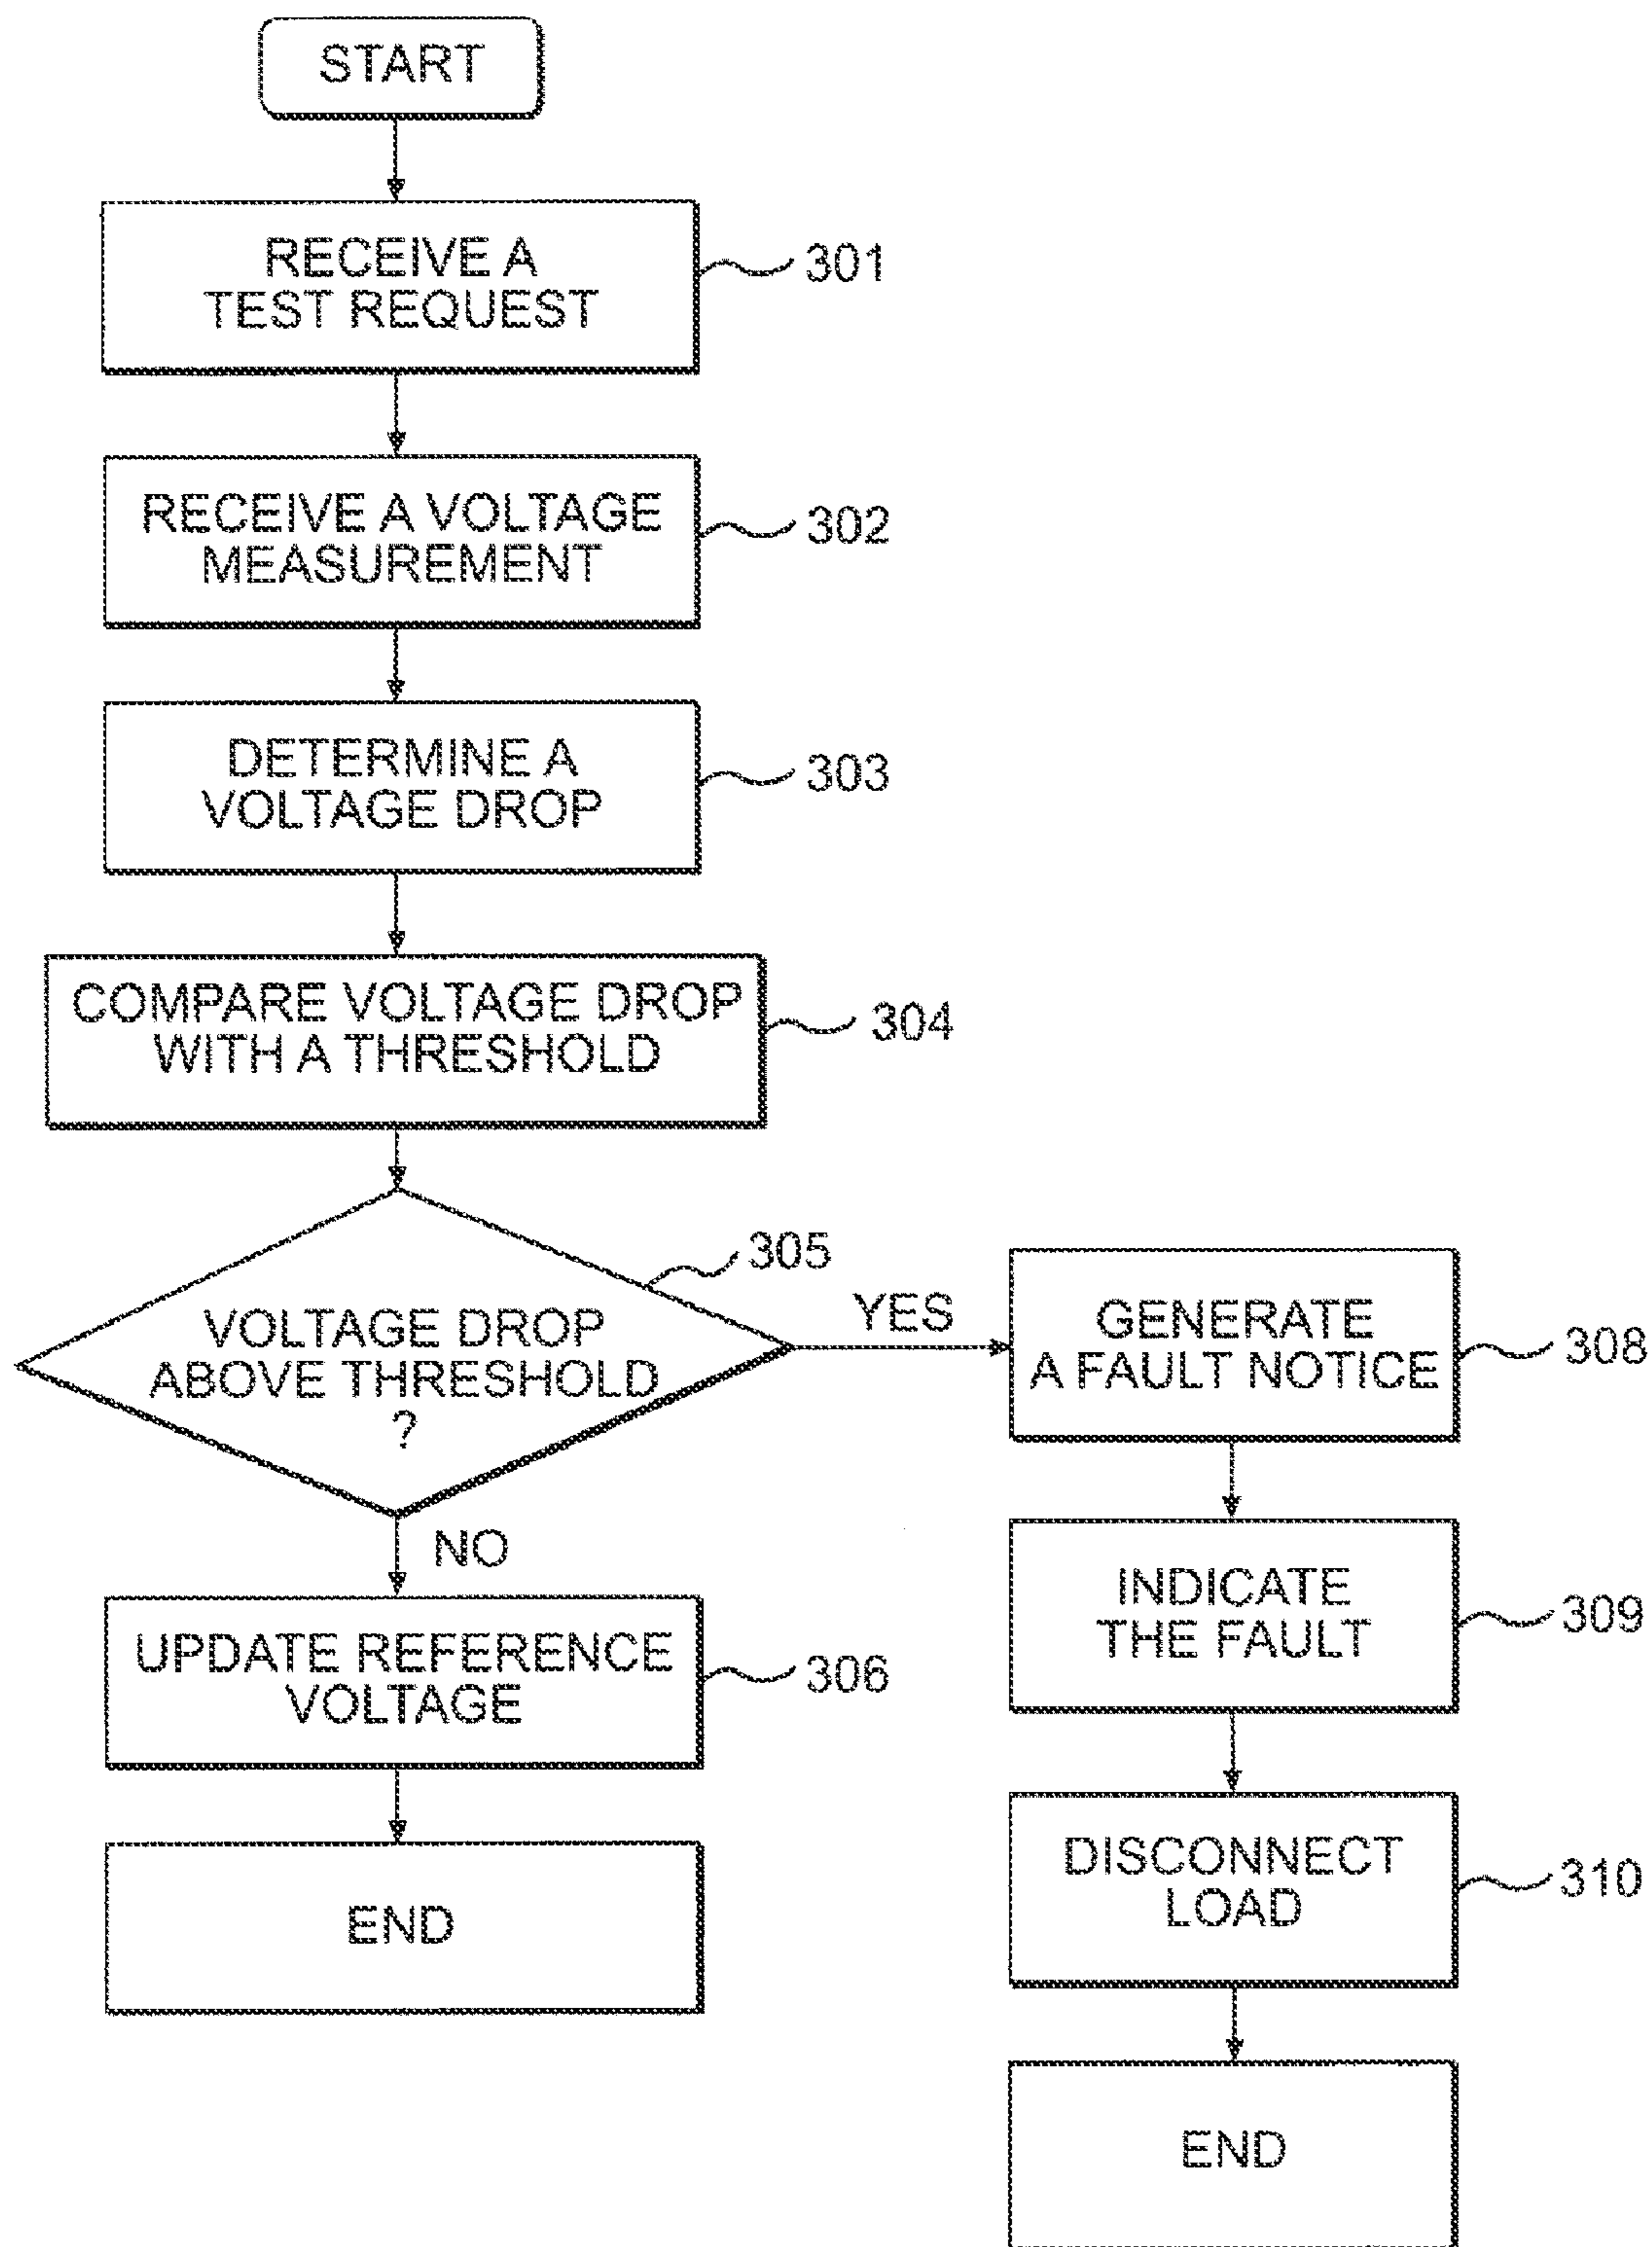 START
RECEIVE A
TEST REQUEST
301
RECEIVE A VOLTAGE
MEASUREMENT
302
DETERMINE A
VOLTAGE DROP
303
COMPARE VOLTAGE DROP
WITH A THRESHOLD
304
VOLTAGE DROP
ABOVE THRESHOLD
?
305
YES
NO
UPDATE REFERENCE
VOLTAGE
306
END
GENERATE
A FAULT NOTICE
308
INDICATE
THE FAULT
309
DISCONNECT
LOAD
310
END